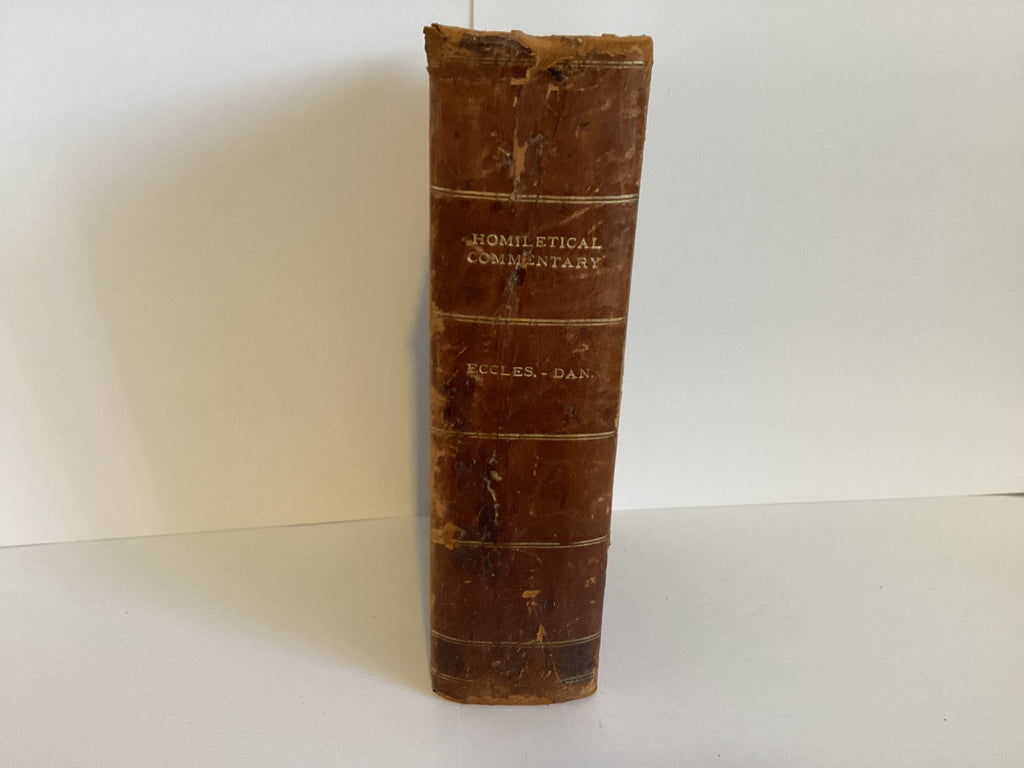 HOMILETICAL
COMMENTARY
ECCLES. - DAN.